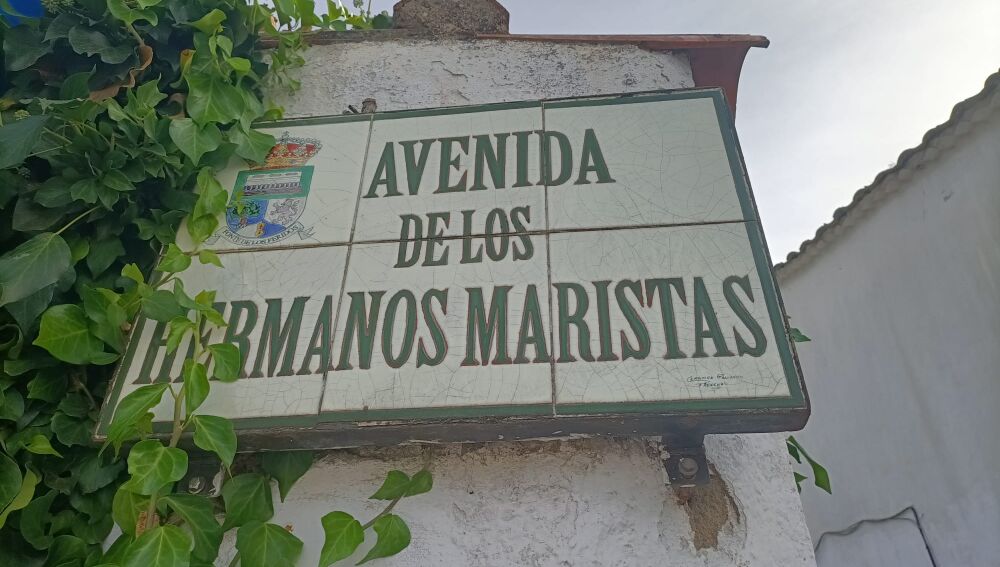 AVENIDA
DE LOS
HERMANOS MARISTAS